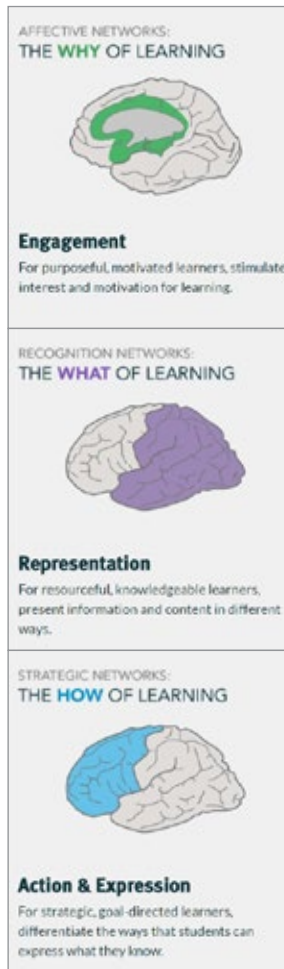 AFFECTIVE NETWORKS:
THE WHY OF LEARNING
Engagement
For purposeful, motivated learners, stimulate
interest and motivation for learning.
RECOGNITION NETWORKS:
THE WHAT OF LEARNING
Representation
For resourceful, knowledgeable learners,
present information and content in different
ways.
STRATEGIC NETWORKS:
THE HOW OF LEARNING
Action & Expression
For strategic, goal-directed learners,
differentiate the ways that students can
express what they know.